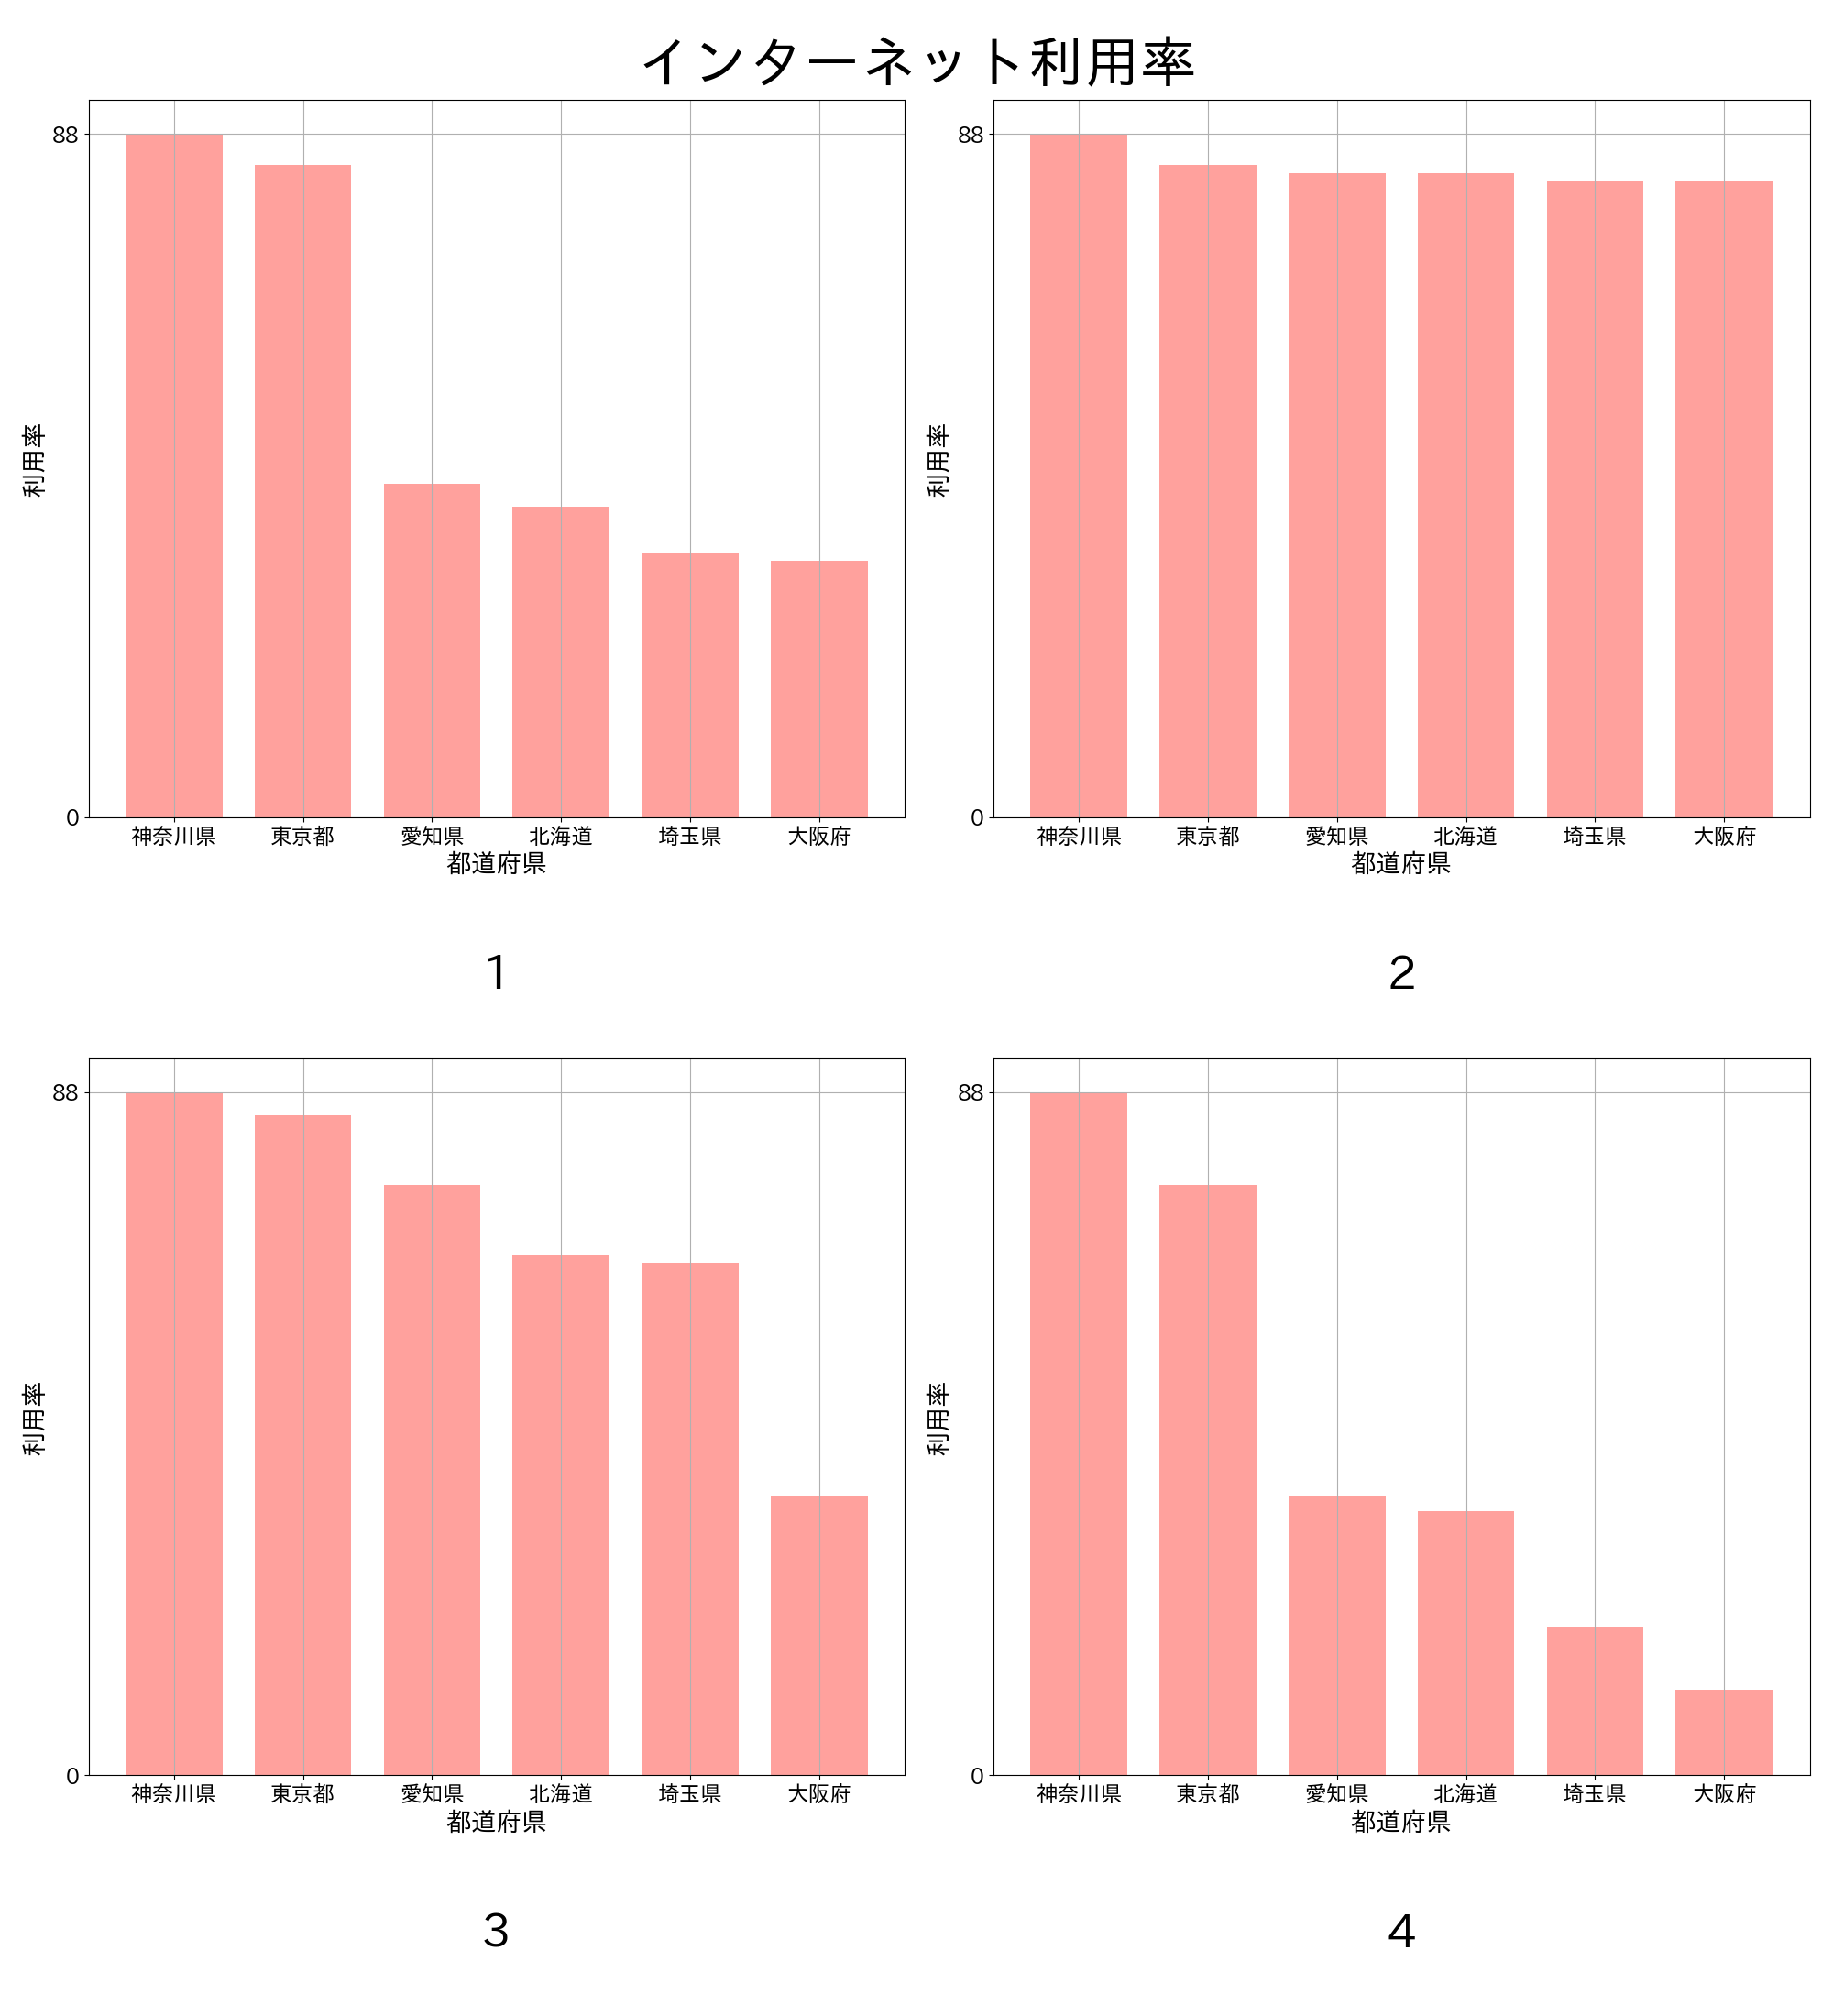 インターネット利用率
88
0
利用率
神奈川県 東京都 愛知県 北海道 埼玉県 大阪府
都道府県
1
88
0
利用率
神奈川県 東京都 愛知県 北海道 埼玉県 大阪府
都道府県
2
88
0
利用率
神奈川県 東京都 愛知県 北海道 埼玉県 大阪府
都道府県
3
88
0
利用率
神奈川県 東京都 愛知県 北海道 埼玉県 大阪府
都道府県
4